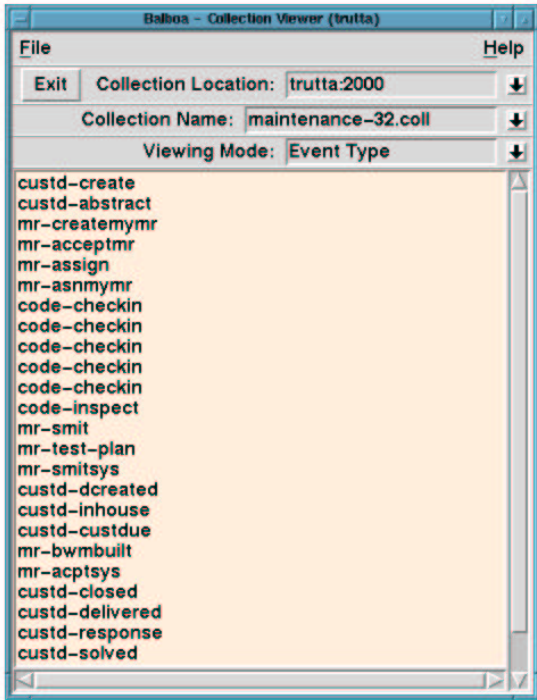 Balboa – Collection Viewer (trutta)
File Help
Exit Collection Location: trutta:2000
Collection Name: maintenance–32.coll
Viewing Mode: Event Type
custd–create
custd–abstract
mr–createmymr
mr–acceptmr
mr–assign
mr–asnmymr
code–checkin
code–checkin
code–checkin
code–checkin
code–checkin
code–inspect
mr–smit
mr–test–plan
mr–smitsys
custd–dcreated
custd–inhouse
custd–custdue
mr–bwmbuilt
mr–acptsys
custd–closed
custd–delivered
custd–response
custd–solved